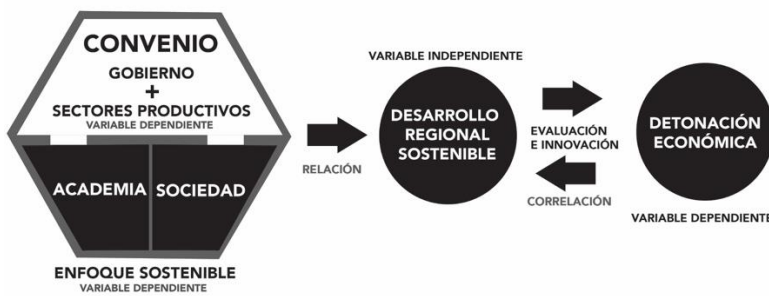 CONVENIO
GOBIERNO
+
SECTORES PRODUCTIVOS
VARIABLE DEPENDIENTE
ACADEMIA
SOCIEDAD
ENFOQUE SOSTENIBLE
VARIABLE DEPENDIENTE
RELACIÓN
VARIABLE INDEPENDIENTE
DESARROLLO
REGIONAL
SOSTENIBLE
EVALUACIÓN
E INNOVACIÓN
CORRELACIÓN
DETONACIÓN
ECONÓMICA
VARIABLE DEPENDIENTE